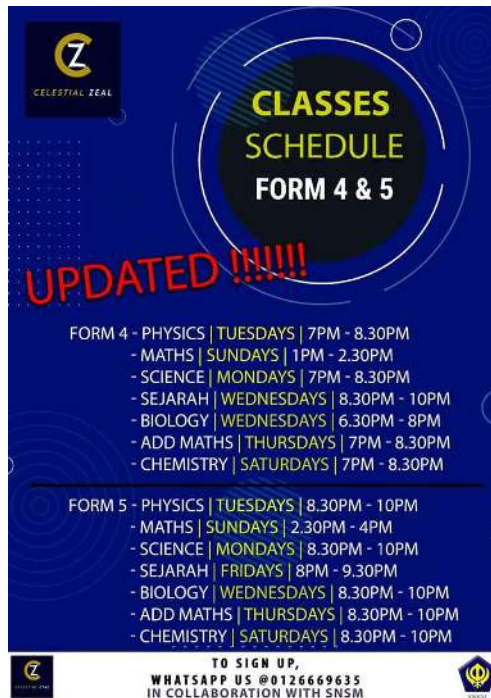 CZ
CELESTIAL ZEAL
CLASSES
SCHEDULE
FORM 4 & 5
UPDATED !!!!!!!
FORM 4 - PHYSICS | TUESDAYS | 7PM - 8.30PM
- MATHS | SUNDAYS | 1PM - 2.30PM
- SCIENCE | MONDAYS | 7PM - 8.30PM
- SEJARAH | WEDNESDAYS | 8.30PM - 10PM
- BIOLOGY | WEDNESDAYS | 6.30PM - 8PM
- ADD MATHS | THURSDAYS | 7PM - 8.30PM
- CHEMISTRY | SATURDAYS | 7PM - 8.30PM
FORM 5 - PHYSICS | TUESDAYS | 8.30PM - 10PM
- MATHS | SUNDAYS | 2.30PM - 4PM
- SCIENCE | MONDAYS | 8.30PM - 10PM
- SEJARAH | FRIDAYS | 8PM - 9.30PM
- BIOLOGY | WEDNESDAYS | 8.30PM - 10PM
- ADD MATHS | THURSDAYS | 8.30PM - 10PM
- CHEMISTRY | SATURDAYS | 8.30PM - 10PM
CZ
TO SIGN UP,
WHATSAPP US @0126669635
IN COLLABORATION WITH SNSM